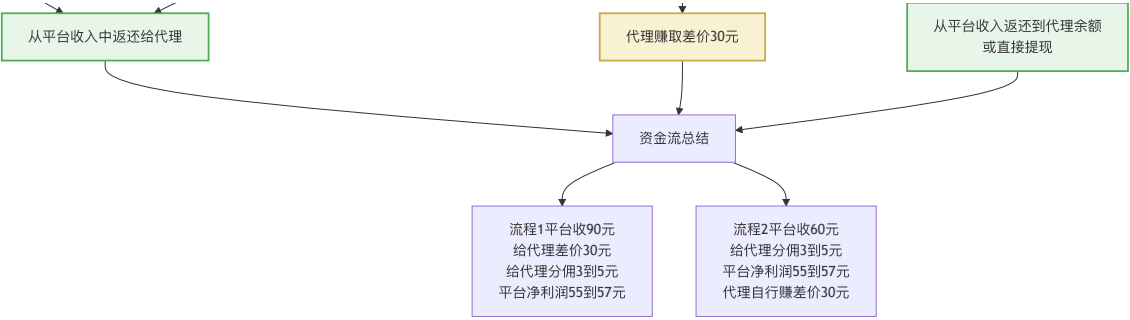 从平台收入中返还给代理
代理赚取差价30元
从平台收入返还到代理余额
或直接提现
资金流总结
流程1平台收90元
给代理差价30元
给代理分佣3到5元
平台净利润55到57元
流程2平台收60元
给代理分佣3到5元
平台净利润55到57元
代理自行赚差价30元